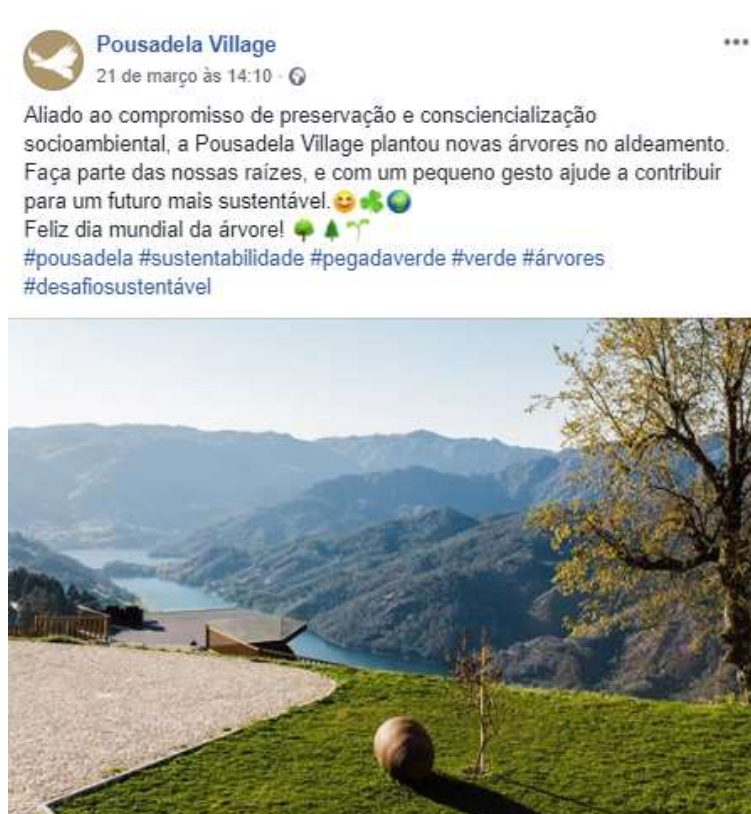 Pousadela Village
21 de março às 14:10 ·
Aliado ao compromisso de preservação e consciencialização
socioambiental, a Pousadela Village plantou novas árvores no aldeamento.
Faça parte das nossas raízes, e com um pequeno gesto ajude a contribuir
para um futuro mais sustentável.😊☘️🌍
Feliz dia mundial da árvore! 🌳🌲🌱
#pousadela #sustentabilidade #pegadaverde #verde #árvores
#desafiosustentável